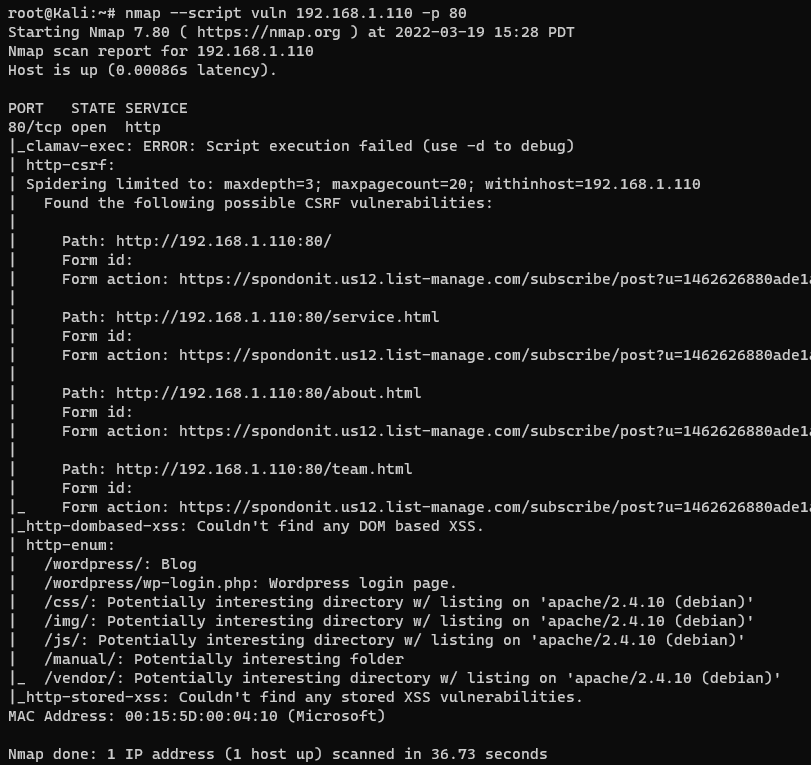 root@Kali:~# nmap --script vuln 192.168.1.110 -p 80
Starting Nmap 7.80 ( https://nmap.org ) at 2022-03-19 15:28 PDT
Nmap scan report for 192.168.1.110
Host is up (0.00086s latency).
PORT   STATE SERVICE
80/tcp open  http
|_clamav-exec: ERROR: Script execution failed (use -d to debug)
| http-csrf:
| Spidering limited to: maxdepth=3; maxpagecount=20; withinhost=192.168.1.110
|   Found the following possible CSRF vulnerabilities:
|
|     Path: http://192.168.1.110:80/
|     Form id:
|     Form action: https://spondonit.us12.list-manage.com/subscribe/post?u=1462626880ade1a
|
|     Path: http://192.168.1.110:80/service.html
|     Form id:
|     Form action: https://spondonit.us12.list-manage.com/subscribe/post?u=1462626880ade1a
|
|     Path: http://192.168.1.110:80/about.html
|     Form id:
|     Form action: https://spondonit.us12.list-manage.com/subscribe/post?u=1462626880ade1a
|
|     Path: http://192.168.1.110:80/team.html
|     Form id:
|_    Form action: https://spondonit.us12.list-manage.com/subscribe/post?u=1462626880ade1a
|_http-dombased-xss: Couldn't find any DOM based XSS.
| http-enum:
|   /wordpress/: Blog
|   /wordpress/wp-login.php: Wordpress login page.
|   /css/: Potentially interesting directory w/ listing on 'apache/2.4.10 (debian)'
|   /img/: Potentially interesting directory w/ listing on 'apache/2.4.10 (debian)'
|   /js/: Potentially interesting directory w/ listing on 'apache/2.4.10 (debian)'
|   /manual/: Potentially interesting folder
|_  /vendor/: Potentially interesting directory w/ listing on 'apache/2.4.10 (debian)'
|_http-stored-xss: Couldn't find any stored XSS vulnerabilities.
MAC Address: 00:15:5D:00:04:10 (Microsoft)
Nmap done: 1 IP address (1 host up) scanned in 36.73 seconds